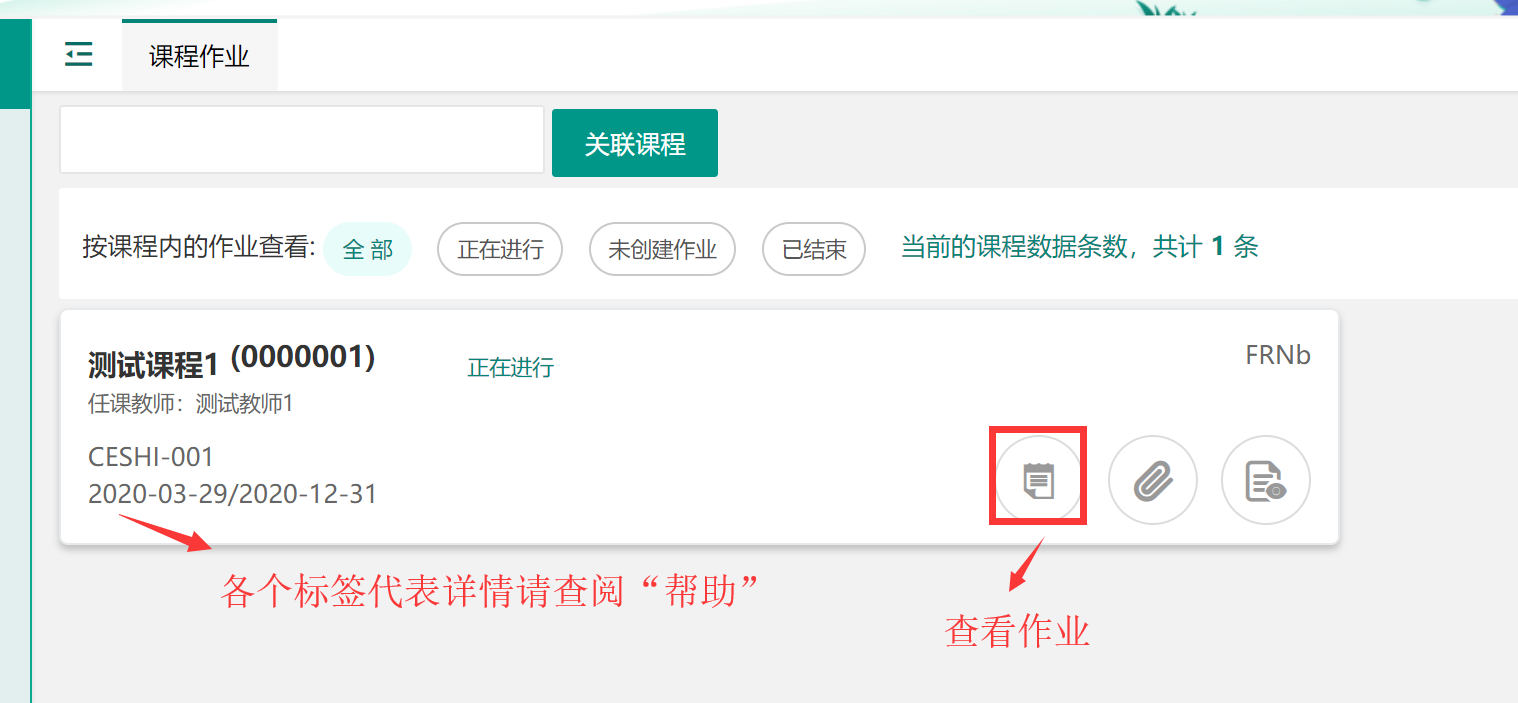 课程作业
关联课程
按课程内的作业查看: 全 部 正在进行 未创建作业 已结束 当前的课程数据条数，共计 1 条
测试课程1 (0000001) 正在进行 FRNb
任课教师：测试教师1
CESHI-001
2020-03-29/2020-12-31
各个标签代表详情请查阅“帮助”
查看作业